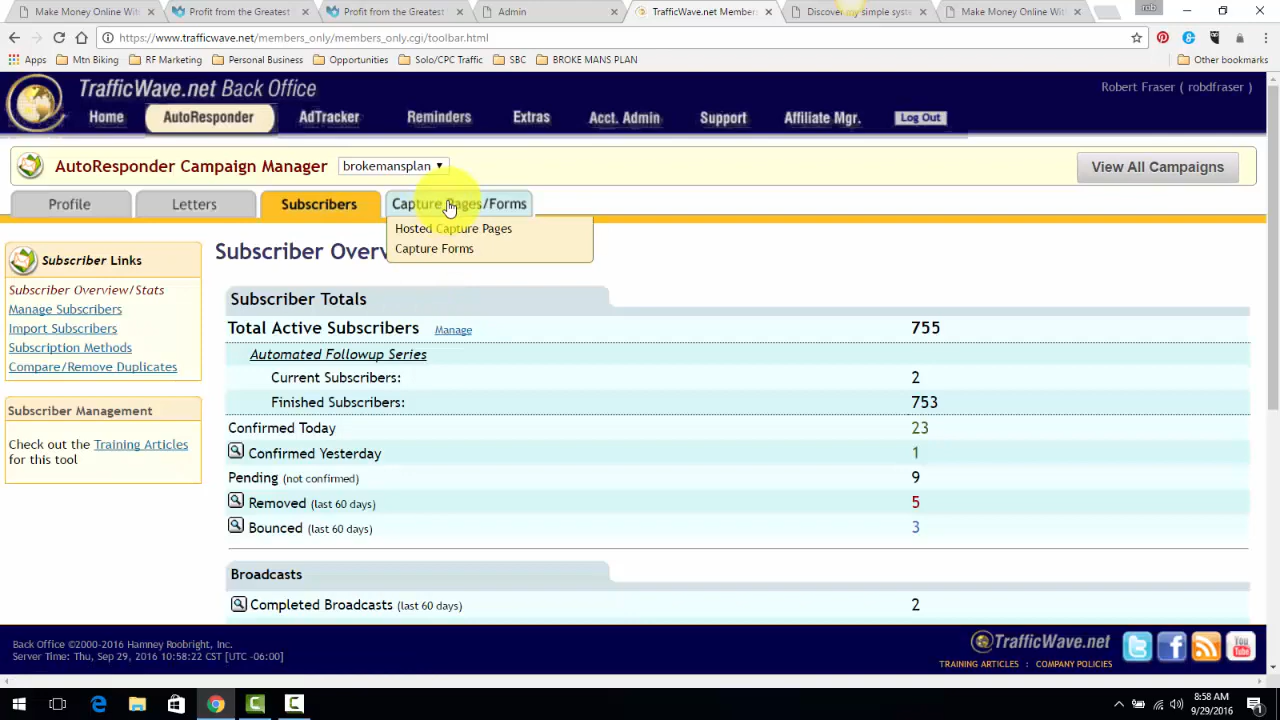 Make Money Online With
Profit from the Greatest
Profit from the Greatest
Admin
TrafficWave.net Member
Discover my simple syst
Make Money Online With
rob
https://www.trafficwave.net/members_only/members_only.cgi/toolbar.html
Apps
Mtn Biking
RF Marketing
Personal Business
Opportunities
Solo/CPC Traffic
SBC
BROKE MANS PLAN
Other bookmarks
TrafficWave.net Back Office
Robert Fraser ( robdfraser )
Home
AutoResponder
AdTracker
Reminders
Extras
Acct. Admin
Support
Affiliate Mgr.
Log Out
AutoResponder Campaign Manager
brokemansplan
View All Campaigns
Profile
Letters
Subscribers
Capture Pages/Forms
Hosted Capture Pages
Capture Forms
Subscriber Links
Subscriber Overview/Stats
Manage Subscribers
Import Subscribers
Subscription Methods
Compare/Remove Duplicates
Subscriber Management
Check out the Training Articles
for this tool
Subscriber Overv
Subscriber Totals
Total Active Subscribers Manage 755
Automated Followup Series
Current Subscribers: 2
Finished Subscribers: 753
Confirmed Today 23
Confirmed Yesterday 1
Pending (not confirmed) 9
Removed (last 60 days) 5
Bounced (last 60 days) 3
Broadcasts
Completed Broadcasts (last 60 days) 2
Back Office ©2000-2016 Hamney Roobright, Inc.
Server Time: Thu, Sep 29, 2016 10:58:22 CST [UTC -06:00]
TrafficWave.net
TRAINING ARTICLES : COMPANY POLICIES
You
Tube
8:58 AM
9/29/2016